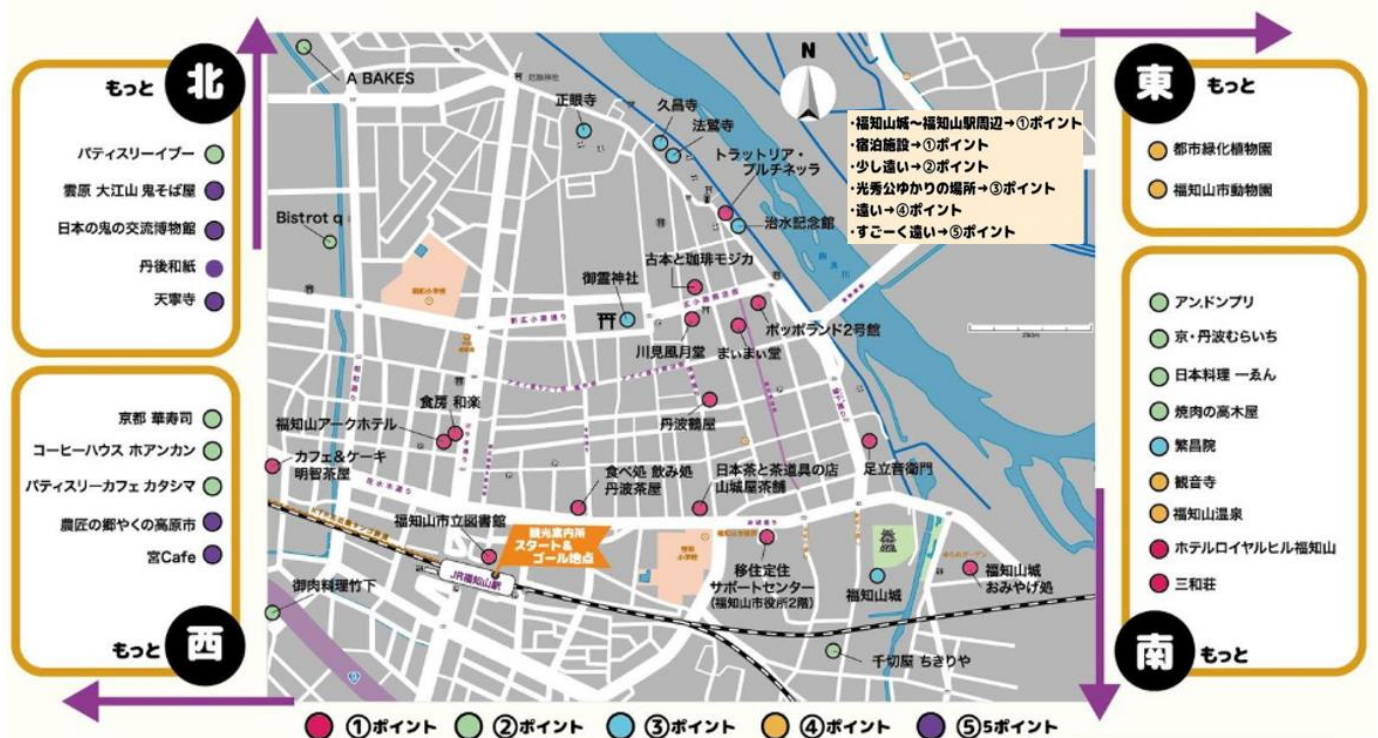 もっと 北
パティスリーイブー
雲原 大江山 鬼そば屋
日本の鬼の交流博物館
丹後和紙
天寧寺
京都 華寿司
コーヒーハウス ホアンカン
パティスリーカフェ カタシマ
農匠の郷やくの高原市
宮Cafe
もっと 西
A BAKES
Bistrot q
正眼寺
久昌寺
法鷲寺
トラットリア・
プルチネッラ
治水記念館
N
・福知山城〜福知山駅周辺→①ポイント
・宿泊施設→①ポイント
・少し遠い→②ポイント
・光秀公ゆかりの場所→③ポイント
・遠い→④ポイント
・すごーく遠い→⑤ポイント
古本と珈琲モジカ
御霊神社
新広小路通り
広小路商店街
ポッポランド2号館
川見風月堂
まぃまぃ堂
丹波鶴屋
食房 和楽
福知山アークホテル
カフェ&ケーキ
明智茶屋
足立音衛門
食べ処 飲み処
丹波茶屋
日本茶と茶道具の店
山城屋茶舗
福知山市立図書館
観光案内所
スタート&
ゴール地点
JR福知山駅
御肉料理竹下
移住定住
サポートセンター
(福知山市役所2階)
福知山城
福知山城
おみやげ処
千切屋 ちきりや
東 もっと
都市緑化植物園
福知山市動物園
アン.ドンプリ
京・丹波むらいち
日本料理 一ゑん
焼肉の高木屋
繁昌院
観音寺
福知山温泉
ホテルロイヤルヒル福知山
三和荘
南 もっと
①ポイント ②ポイント ③ポイント ④ポイント ⑤5ポイント